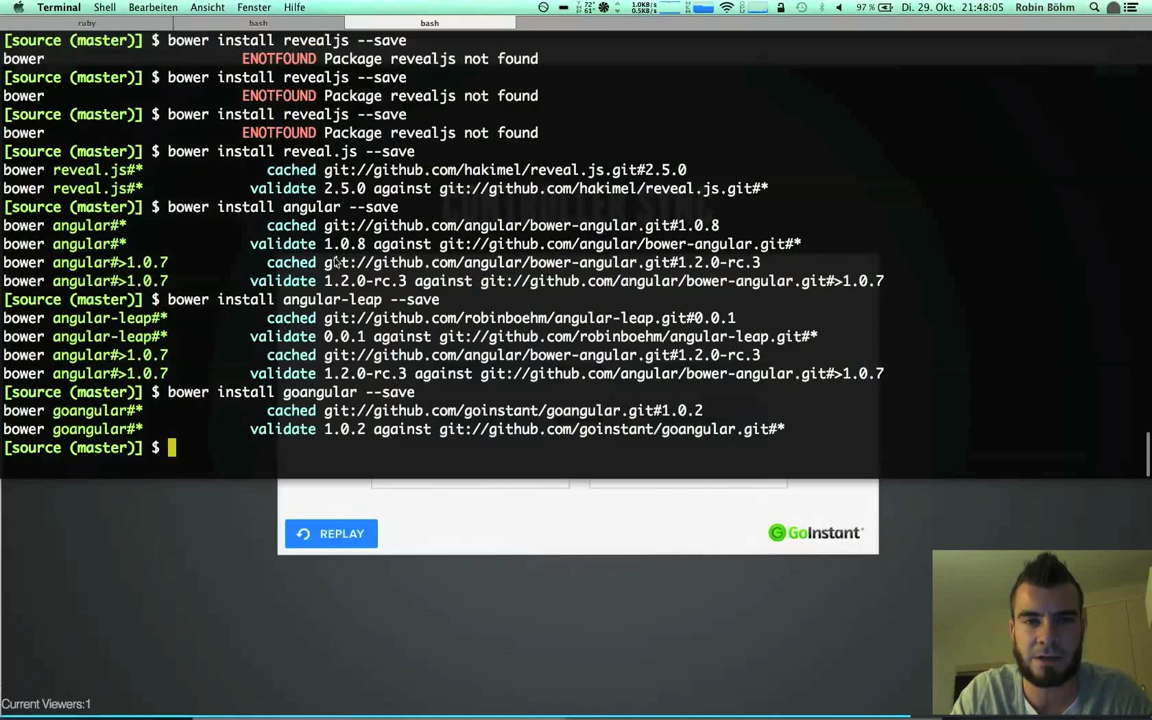 Terminal Shell Bearbeiten Ansicht Fenster Hilfe 72° 61° 1.0KB/s 0.5KB/s 97 % Di. 29. Okt. 21:48:05 Robin Böhm
ruby bash bash
[source (master)] $ bower install revealjs --save
bower ENOTFOUND Package revealjs not found
[source (master)] $ bower install revealjs --save
bower ENOTFOUND Package revealjs not found
[source (master)] $ bower install revealjs --save
bower ENOTFOUND Package revealjs not found
[source (master)] $ bower install reveal.js --save
bower reveal.js#* cached git://github.com/hakimel/reveal.js.git#2.5.0
bower reveal.js#* validate 2.5.0 against git://github.com/hakimel/reveal.js.git#*
[source (master)] $ bower install angular --save
bower angular#* cached git://github.com/angular/bower-angular.git#1.0.8
bower angular#* validate 1.0.8 against git://github.com/angular/bower-angular.git#*
bower angular#>1.0.7 cached git://github.com/angular/bower-angular.git#1.2.0-rc.3
bower angular#>1.0.7 validate 1.2.0-rc.3 against git://github.com/angular/bower-angular.git#>1.0.7
[source (master)] $ bower install angular-leap --save
bower angular-leap#* cached git://github.com/robinboehm/angular-leap.git#0.0.1
bower angular-leap#* validate 0.0.1 against git://github.com/robinboehm/angular-leap.git#*
bower angular#>1.0.7 cached git://github.com/angular/bower-angular.git#1.2.0-rc.3
bower angular#>1.0.7 validate 1.2.0-rc.3 against git://github.com/angular/bower-angular.git#>1.0.7
[source (master)] $ bower install goangular --save
bower goangular#* cached git://github.com/goinstant/goangular.git#1.0.2
bower goangular#* validate 1.0.2 against git://github.com/goinstant/goangular.git#*
[source (master)] $
REPLAY GoInstant
Current Viewers:1